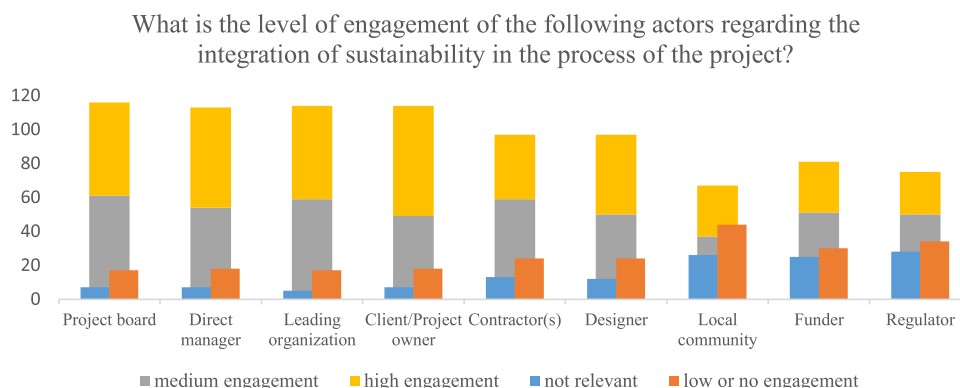 What is the level of engagement of the following actors regarding the
integration of sustainability in the process of the project?
120
100
80
60
40
20
0
Project board
Direct
manager
Leading
organization
Client/Project
owner
Contractor(s)
Designer
Local
community
Funder
Regulator
medium engagement
high engagement
not relevant
low or no engagement